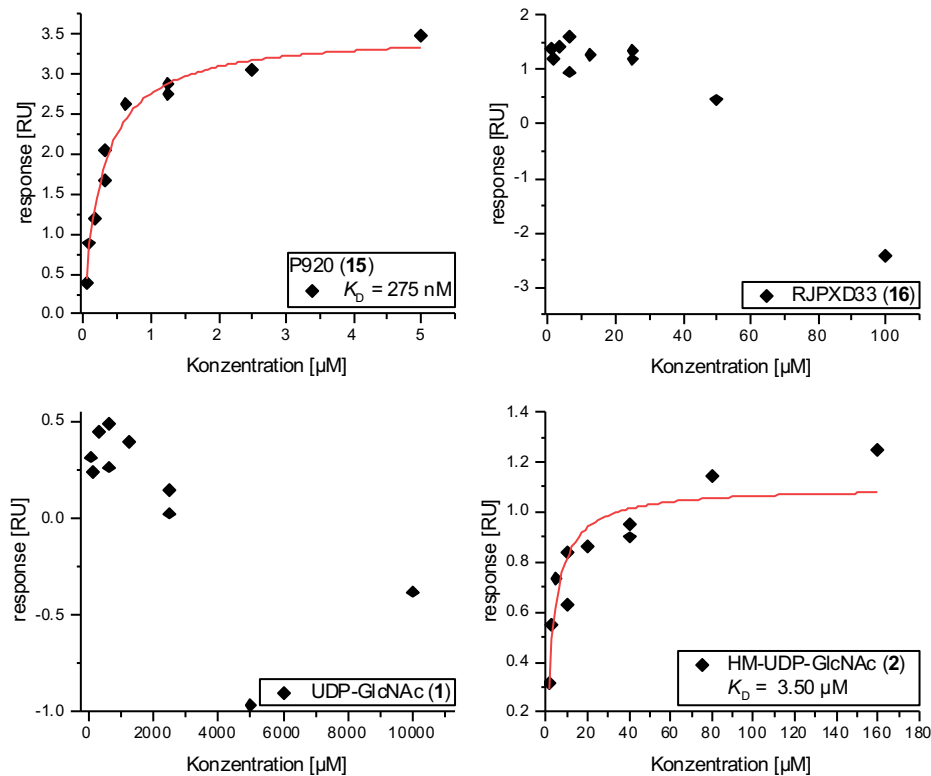 3.5
3.0
2.5
2.0
1.5
1.0
0.5
0.0
response [RU]
P920 (15)
K_D = 275 nM
0 1 2 3 4 5
Konzentration [µM]
2
1
0
-1
-2
-3
response [RU]
RJPXD33 (16)
0 20 40 60 80 100
Konzentration [µM]
0.5
0.0
-0.5
-1.0
response [RU]
UDP-GlcNAc (1)
0 2000 4000 6000 8000 10000
Konzentration [µM]
1.4
1.2
1.0
0.8
0.6
0.4
0.2
response [RU]
HM-UDP-GlcNAc (2)
K_D = 3.50 µM
0 20 40 60 80 100 120 140 160 180
Konzentration [µM]